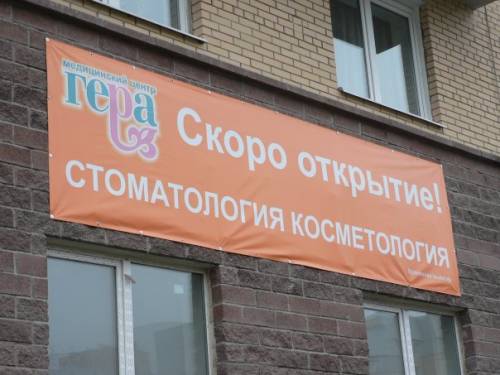 медицинский центр
гера
Скоро открытие!
СТОМАТОЛОГИЯ КОСМЕТОЛОГИЯ